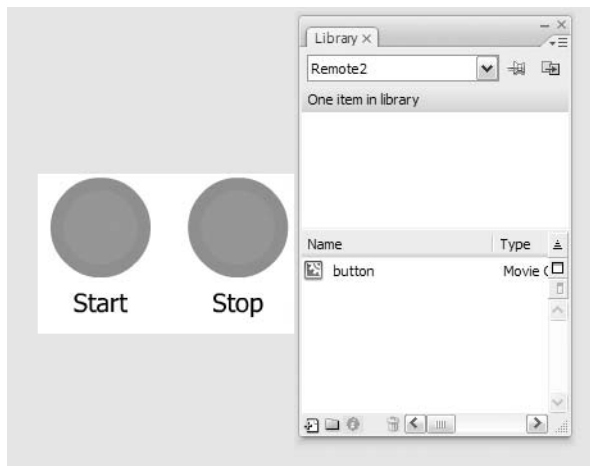 Library
Remote2
One item in library
Name Type
button Movie C
Start Stop